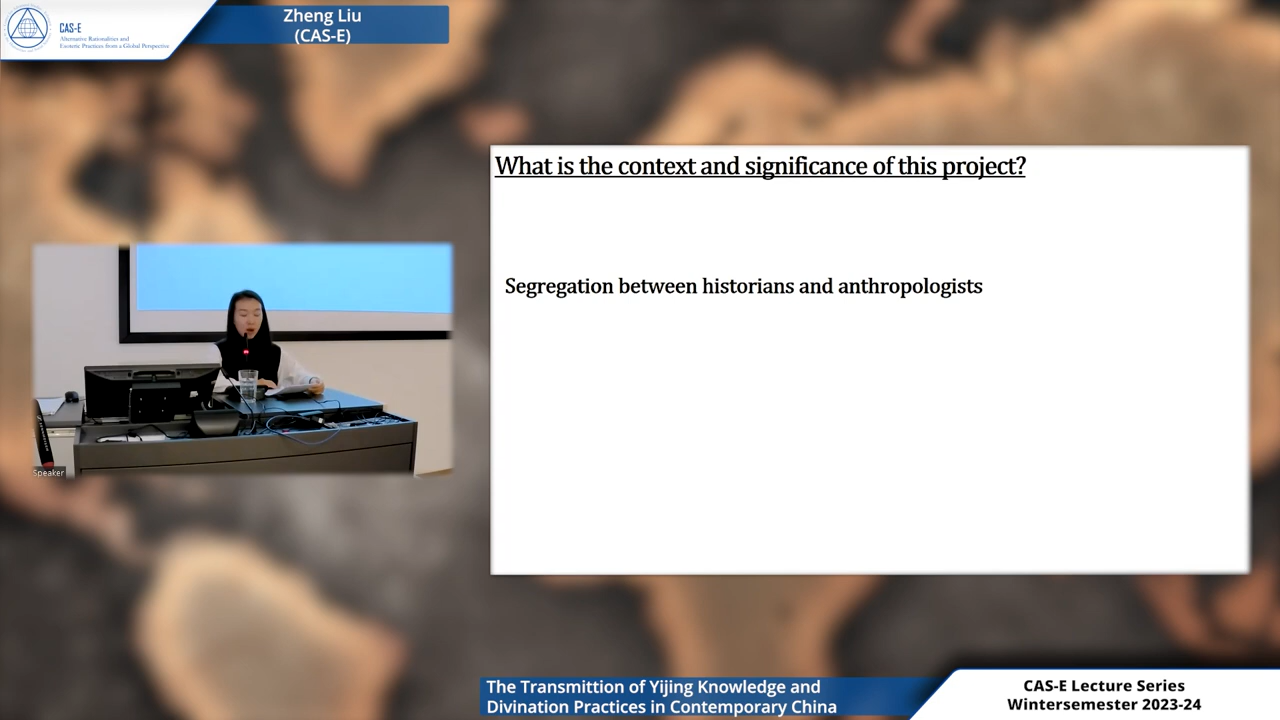 CAS-E
Alternative Rationalities and
Esoteric Practices from a Global Perspective
Zheng Liu
(CAS-E)
What is the context and significance of this project?
Segregation between historians and anthropologists
Speaker
The Transmittion of Yijing Knowledge and
Divination Practices in Contemporary China
CAS-E Lecture Series
Wintersemester 2023-24